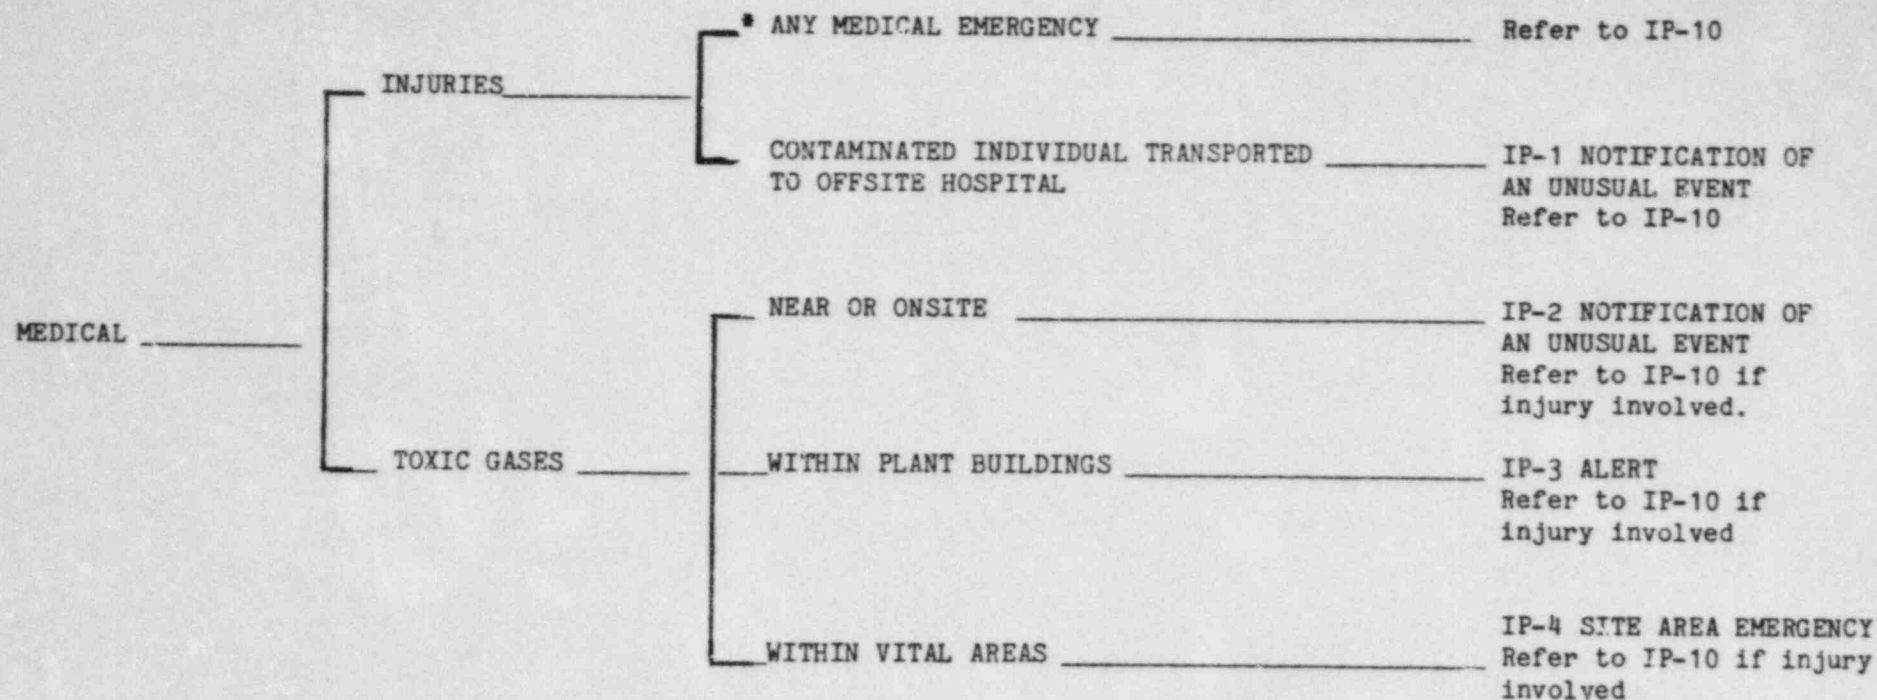 * ANY MEDICAL EMERGENCY
Refer to IP-10
INJURIES
CONTAMINATED INDIVIDUAL TRANSPORTED
TO OFFSITE HOSPITAL
IP-1 NOTIFICATION OF
AN UNUSUAL EVENT
Refer to IP-10
MEDICAL
NEAR OR ONSITE
IP-2 NOTIFICATION OF
AN UNUSUAL EVENT
Refer to IP-10 if
injury involved.
TOXIC GASES
WITHIN PLANT BUILDINGS
IP-3 ALERT
Refer to IP-10 if
injury involved
WITHIN VITAL AREAS
IP-4 SITE AREA EMERGENCY
Refer to IP-10 if injury
involved